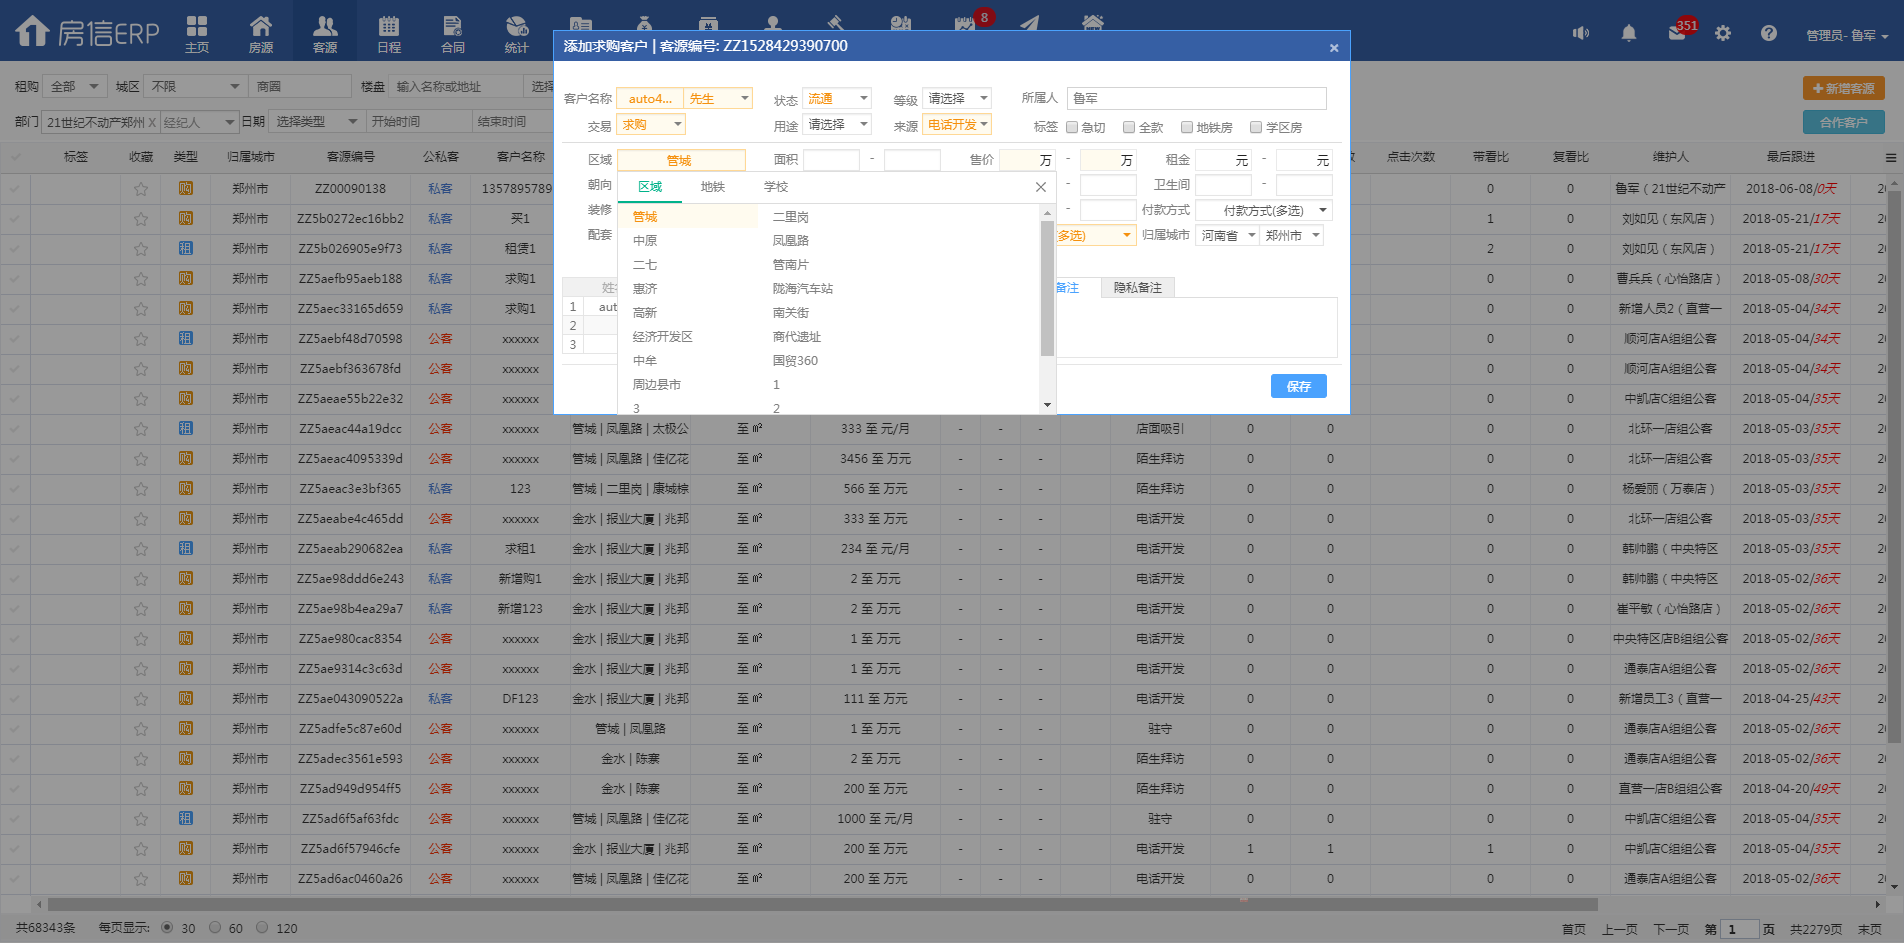 房信ERP
主页 房源 客源 日程 合同 统计
8 351 管理员- 鲁军
添加求购客户 | 客源编号: ZZ1528429390700 ×
租购 全部 城区 不限 商圈 楼盘 输入名称或地址 选择
新增客源
部门 21世纪不动产郑州 X 经纪人 日期 选择类型 开始时间 结束时间
合作客户
客户名称 auto4... 先生 状态 流通 等级 请选择 所属人 鲁军
交易 求购 用途 请选择 来源 电话开发 标签 急切 全款 地铁房 学区房
区域 管城 面积 - 售价 万 - 万 租金 元 - 元
朝向 - 卫生间 -
装修 - 付款方式 付款方式(多选)
配套 多选) 归属城市 河南省 郑州市
区域 地铁 学校
管城 二里岗
中原 凤凰路
二七 管南片
惠济 陇海汽车站
高新 南关街
经济开发区 商代遗址
中牟 国贸360
周边县市 1
3 2
备注 隐私备注
1 aut
2
3
保存
标签 收藏 类型 归属城市 客源编号 公私客 客户名称 点击次数 带看比 复看比 维护人 最后跟进
购 郑州市 ZZ00090138 私客 1357895789 0 0 鲁军（21世纪不动产 2018-06-08/0天
购 郑州市 ZZ5b0272ec16bb2 私客 买1 1 0 刘如见（东风店） 2018-05-21/17天
租 郑州市 ZZ5b026905e9f73 私客 租赁1 2 0 刘如见（东风店） 2018-05-21/17天
购 郑州市 ZZ5aefb95aeb188 私客 求购1 0 0 曹兵兵（心怡路店） 2018-05-08/30天
购 郑州市 ZZ5aec33165d659 私客 求购1 0 0 新增人员2（直营一 2018-05-04/34天
租 郑州市 ZZ5aebf48d70598 公客 xxxxxx 0 0 顺河店A组组公客 2018-05-04/34天
购 郑州市 ZZ5aebf363678fd 公客 xxxxxx 0 0 顺河店A组组公客 2018-05-04/34天
购 郑州市 ZZ5aeae55b22e32 公客 xxxxxx 0 0 中凯店C组组公客 2018-05-04/35天
租 郑州市 ZZ5aeac44a19dcc 公客 xxxxxx 管城 | 凤凰路 | 太极公 至 ㎡ 333 至 元/月 - - - 店面吸引 0 0 0 0 北环一店组公客 2018-05-03/35天
购 郑州市 ZZ5aeac4095339d 公客 xxxxxx 管城 | 凤凰路 | 佳亿花 至 ㎡ 3456 至 万元 - - - 陌生拜访 0 0 0 0 北环一店组公客 2018-05-03/35天
购 郑州市 ZZ5aeac3e3bf365 私客 123 管城 | 二里岗 | 康城棕 至 ㎡ 566 至 万元 - - - 陌生拜访 0 0 0 0 杨爱丽（万泰店） 2018-05-03/35天
购 郑州市 ZZ5aeabe4c465dd 公客 xxxxxx 金水 | 报业大厦 | 兆邦 至 ㎡ 333 至 万元 - - - 电话开发 0 0 0 0 北环一店组公客 2018-05-03/35天
租 郑州市 ZZ5aeab290682ea 私客 求租1 金水 | 报业大厦 | 兆邦 至 ㎡ 234 至 元/月 - - - 电话开发 0 0 0 0 韩帅鹏（中央特区 2018-05-03/35天
购 郑州市 ZZ5ae98ddd6e243 私客 新增购1 金水 | 报业大厦 | 兆邦 至 ㎡ 2 至 万元 - - - 电话开发 0 0 0 0 韩帅鹏（中央特区 2018-05-02/36天
购 郑州市 ZZ5ae98b4ea29a7 私客 新增123 金水 | 报业大厦 | 兆邦 至 ㎡ 2 至 万元 - - - 电话开发 0 0 0 0 崔平敏（心怡路店） 2018-05-02/36天
购 郑州市 ZZ5ae980cac8354 公客 xxxxxx 金水 | 报业大厦 | 兆邦 至 ㎡ 1 至 万元 - - - 电话开发 0 0 0 0 中央特区店B组组公客 2018-05-02/36天
购 郑州市 ZZ5ae9314c3c63d 公客 xxxxxx 金水 | 报业大厦 | 兆邦 至 ㎡ 1 至 万元 - - - 电话开发 0 0 0 0 通泰店A组组公客 2018-05-02/36天
购 郑州市 ZZ5ae043090522a 私客 DF123 金水 | 报业大厦 | 兆邦 至 ㎡ 111 至 万元 - - - 电话开发 0 0 0 0 新增员工3（直营一 2018-04-25/43天
购 郑州市 ZZ5adfe5c87e60d 公客 xxxxxx 管城 | 凤凰路 至 ㎡ 1 至 万元 - - - 驻守 0 0 0 0 通泰店A组组公客 2018-05-02/36天
购 郑州市 ZZ5adec3561e593 公客 xxxxxx 金水 | 陈寨 至 ㎡ 2 至 万元 - - - 陌生拜访 0 0 0 0 通泰店A组组公客 2018-05-02/36天
购 郑州市 ZZ5ad949d954ff5 公客 xxxxxx 金水 | 陈寨 至 ㎡ 200 至 万元 - - - 陌生拜访 0 0 0 0 直营一店B组组公客 2018-04-20/49天
租 郑州市 ZZ5ad6f5af63fdc 公客 xxxxxx 管城 | 凤凰路 | 佳亿花 至 ㎡ 1000 至 元/月 - - - 驻守 0 0 0 0 中凯店C组组公客 2018-05-04/35天
购 郑州市 ZZ5ad6f57946cfe 公客 xxxxxx 金水 | 报业大厦 | 兆邦 至 ㎡ 200 至 万元 - - - 电话开发 1 1 1 0 中凯店C组组公客 2018-05-04/35天
购 郑州市 ZZ5ad6ac0460a26 公客 xxxxxx 管城 | 凤凰路 | 佳亿花 至 ㎡ 200 至 万元 - - - 电话开发 0 0 0 0 通泰店A组组公客 2018-05-02/36天
共68343条 每页显示: 30 60 120 首页 上一页 下一页 第 1 页 共2279页 末页